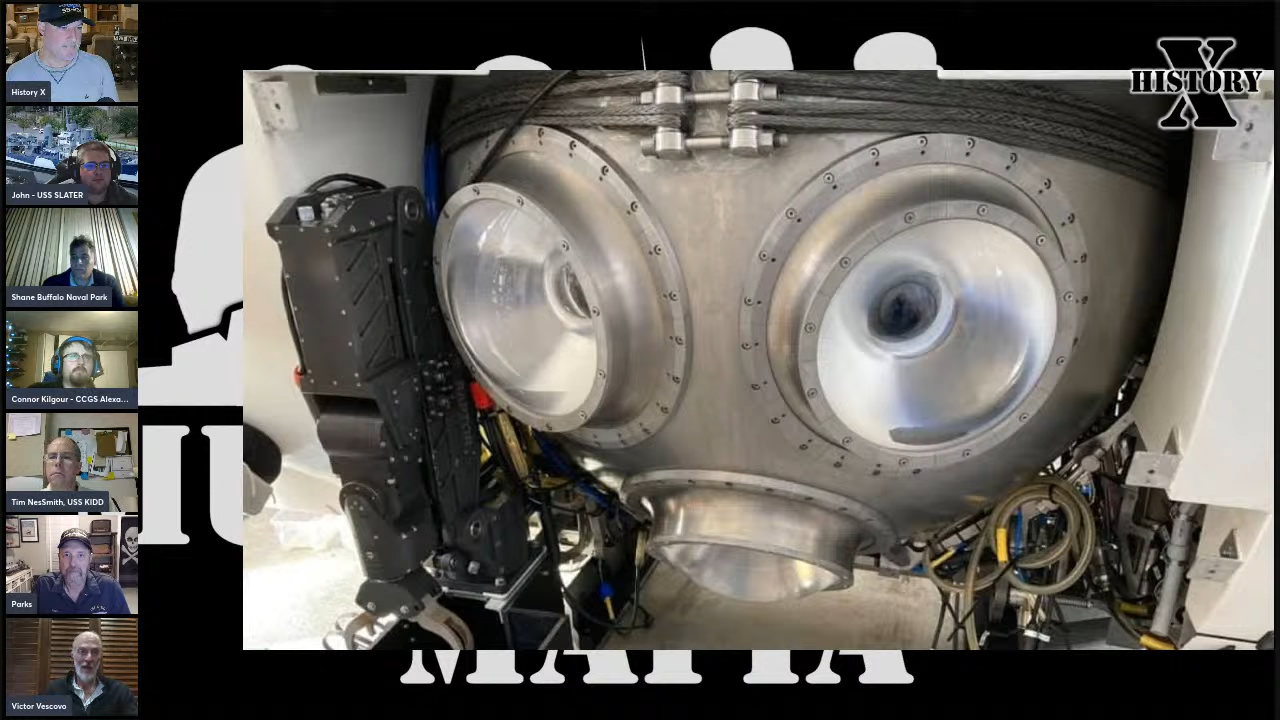 History X
John - USS SLATER
Shane Buffalo Naval Park
Connor Kilgour - CCGS Alexa...
Tim NesSmith, USS KIDD
Parks
Victor Vescovo
X
HISTORY
MAFIA